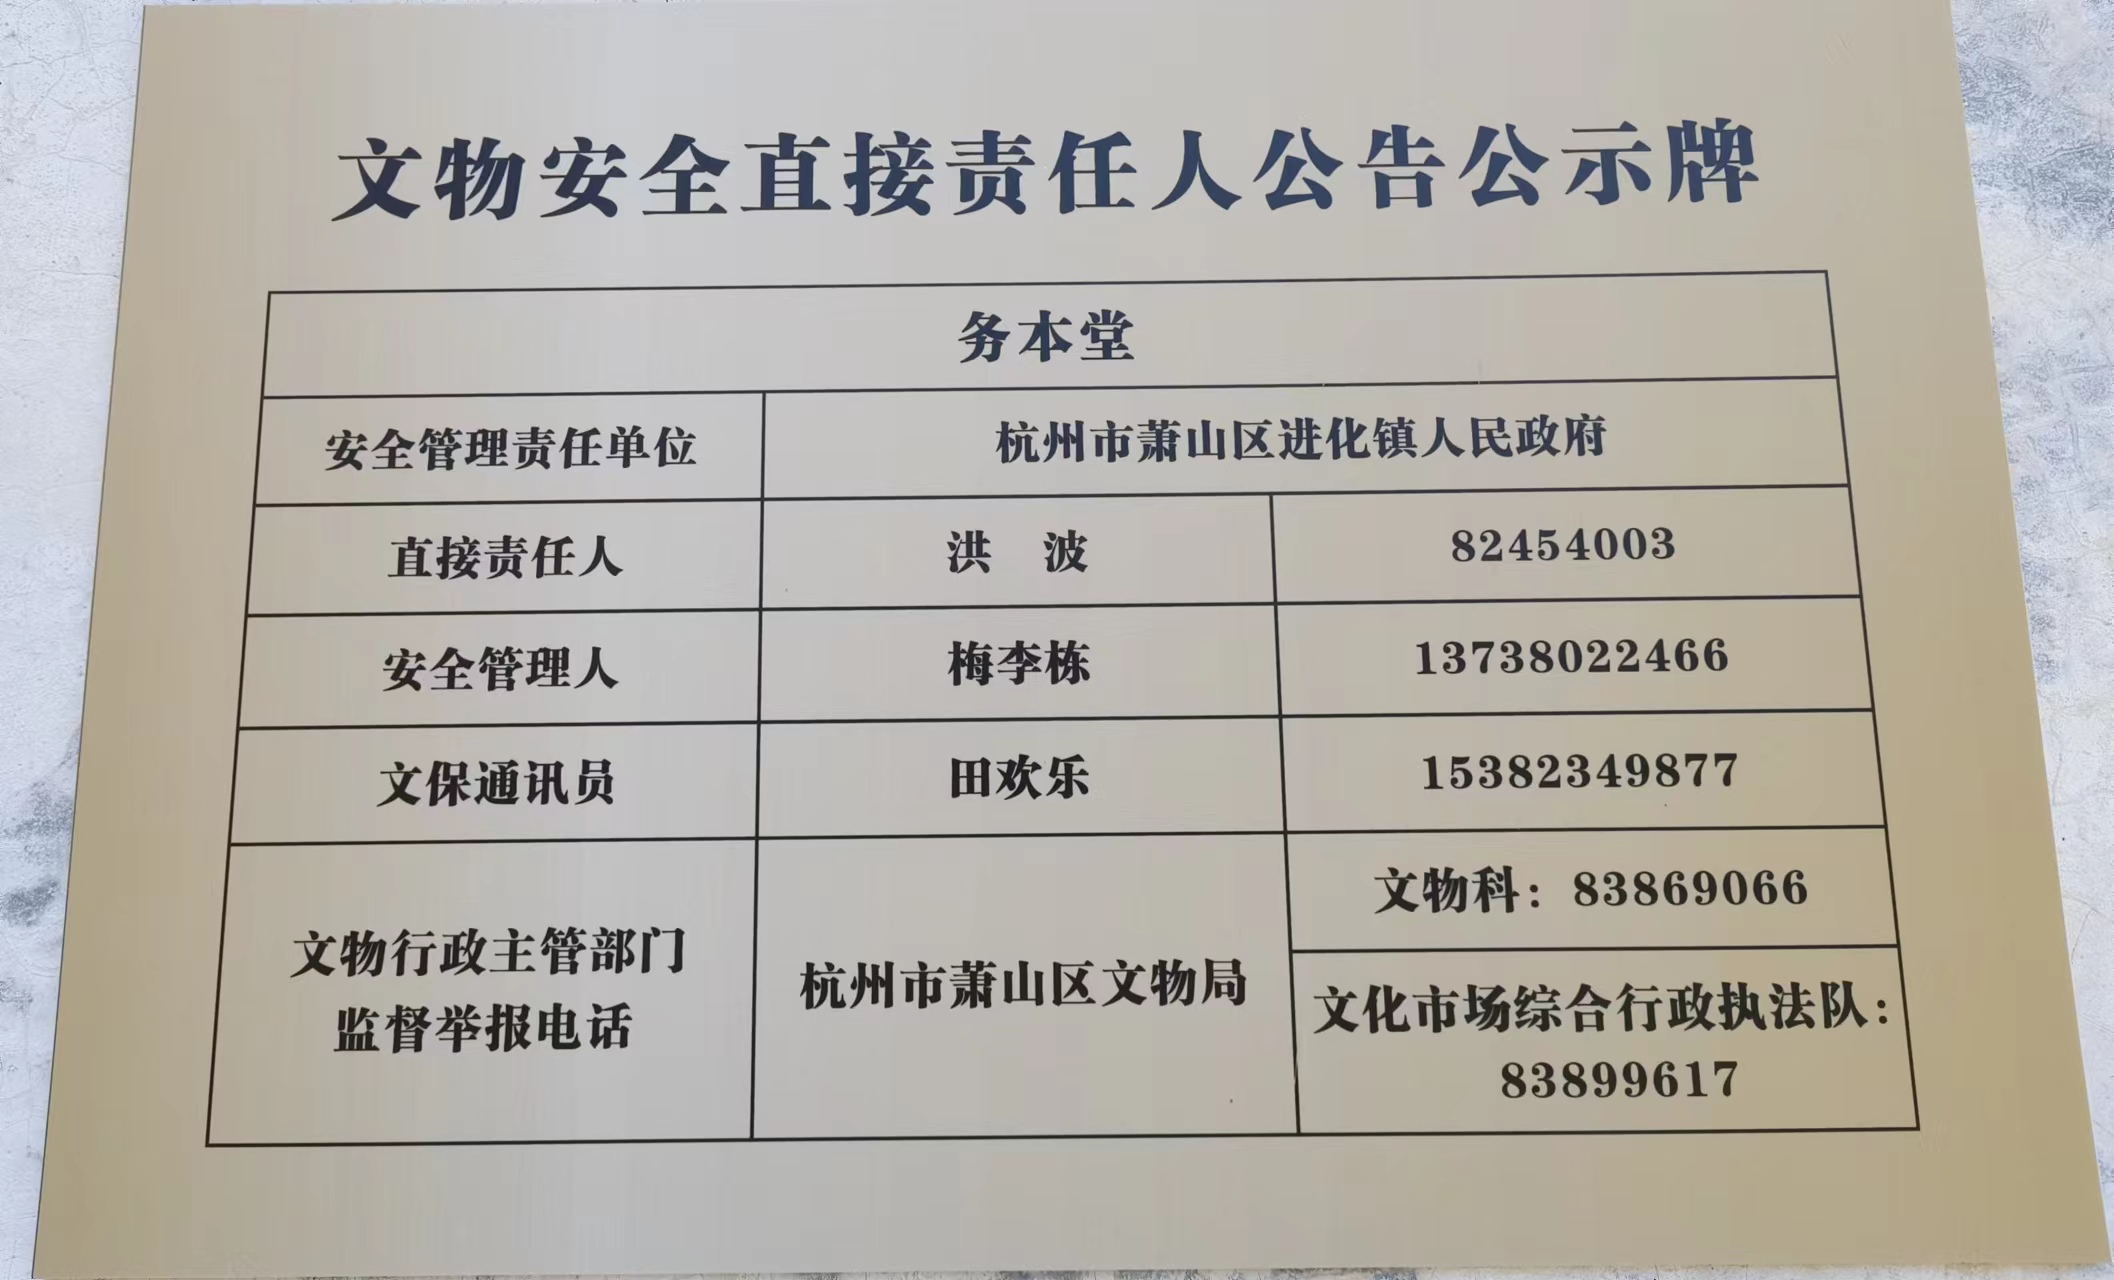 文物安全直接责任人公告公示牌
务本堂
安全管理责任单位
杭州市萧山区进化镇人民政府
直接责任人
洪 波
82454003
安全管理人
梅李栋
13738022466
文保通讯员
田欢乐
15382349877
文物行政主管部门
监督举报电话
杭州市萧山区文物局
文物科：83869066
文化市场综合行政执法队：
83899617